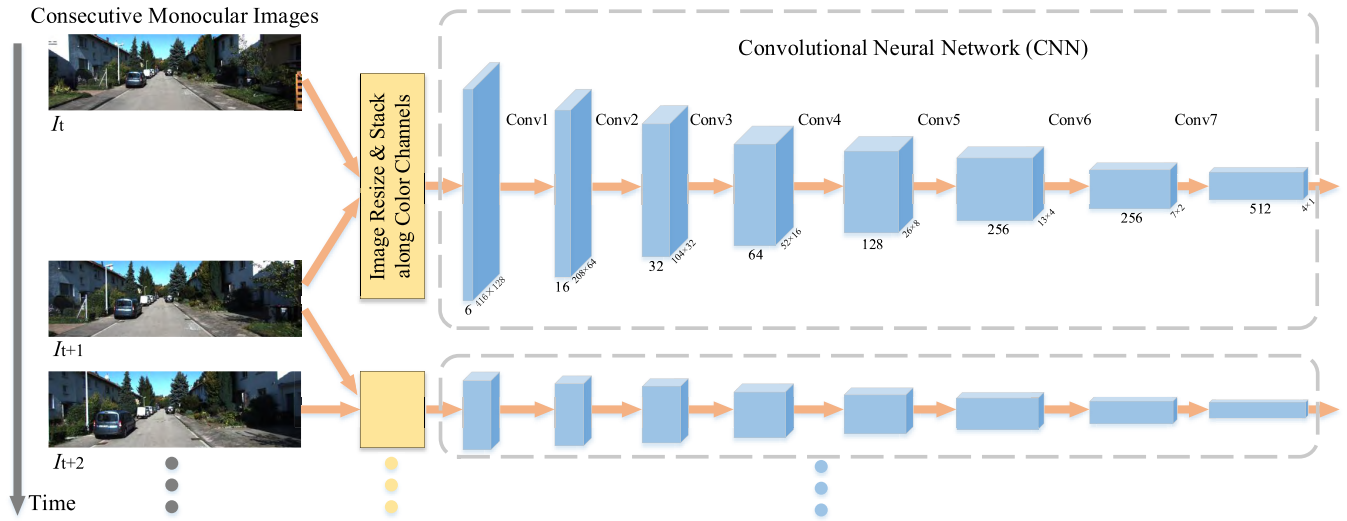 Consecutive Monocular Images
It
It+1
It+2
Time
Image Resize & Stack
along Color Channels
Convolutional Neural Network (CNN)
Conv1
Conv2
Conv3
Conv4
Conv5
Conv6
Conv7
6
416×128
16
208×64
32
104×32
64
52×16
128
26×8
256
13×4
256
7×2
512
4×1